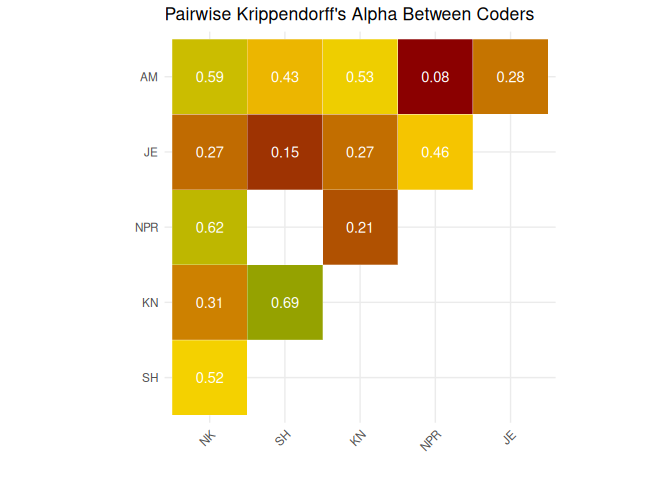 Pairwise Krippendorff's Alpha Between Coders
AM 0.59 0.43 0.53 0.08 0.28
JE 0.27 0.15 0.27 0.46
NPR 0.62 0.21
KN 0.31 0.69
SH 0.52
NK SH KN NPR JE